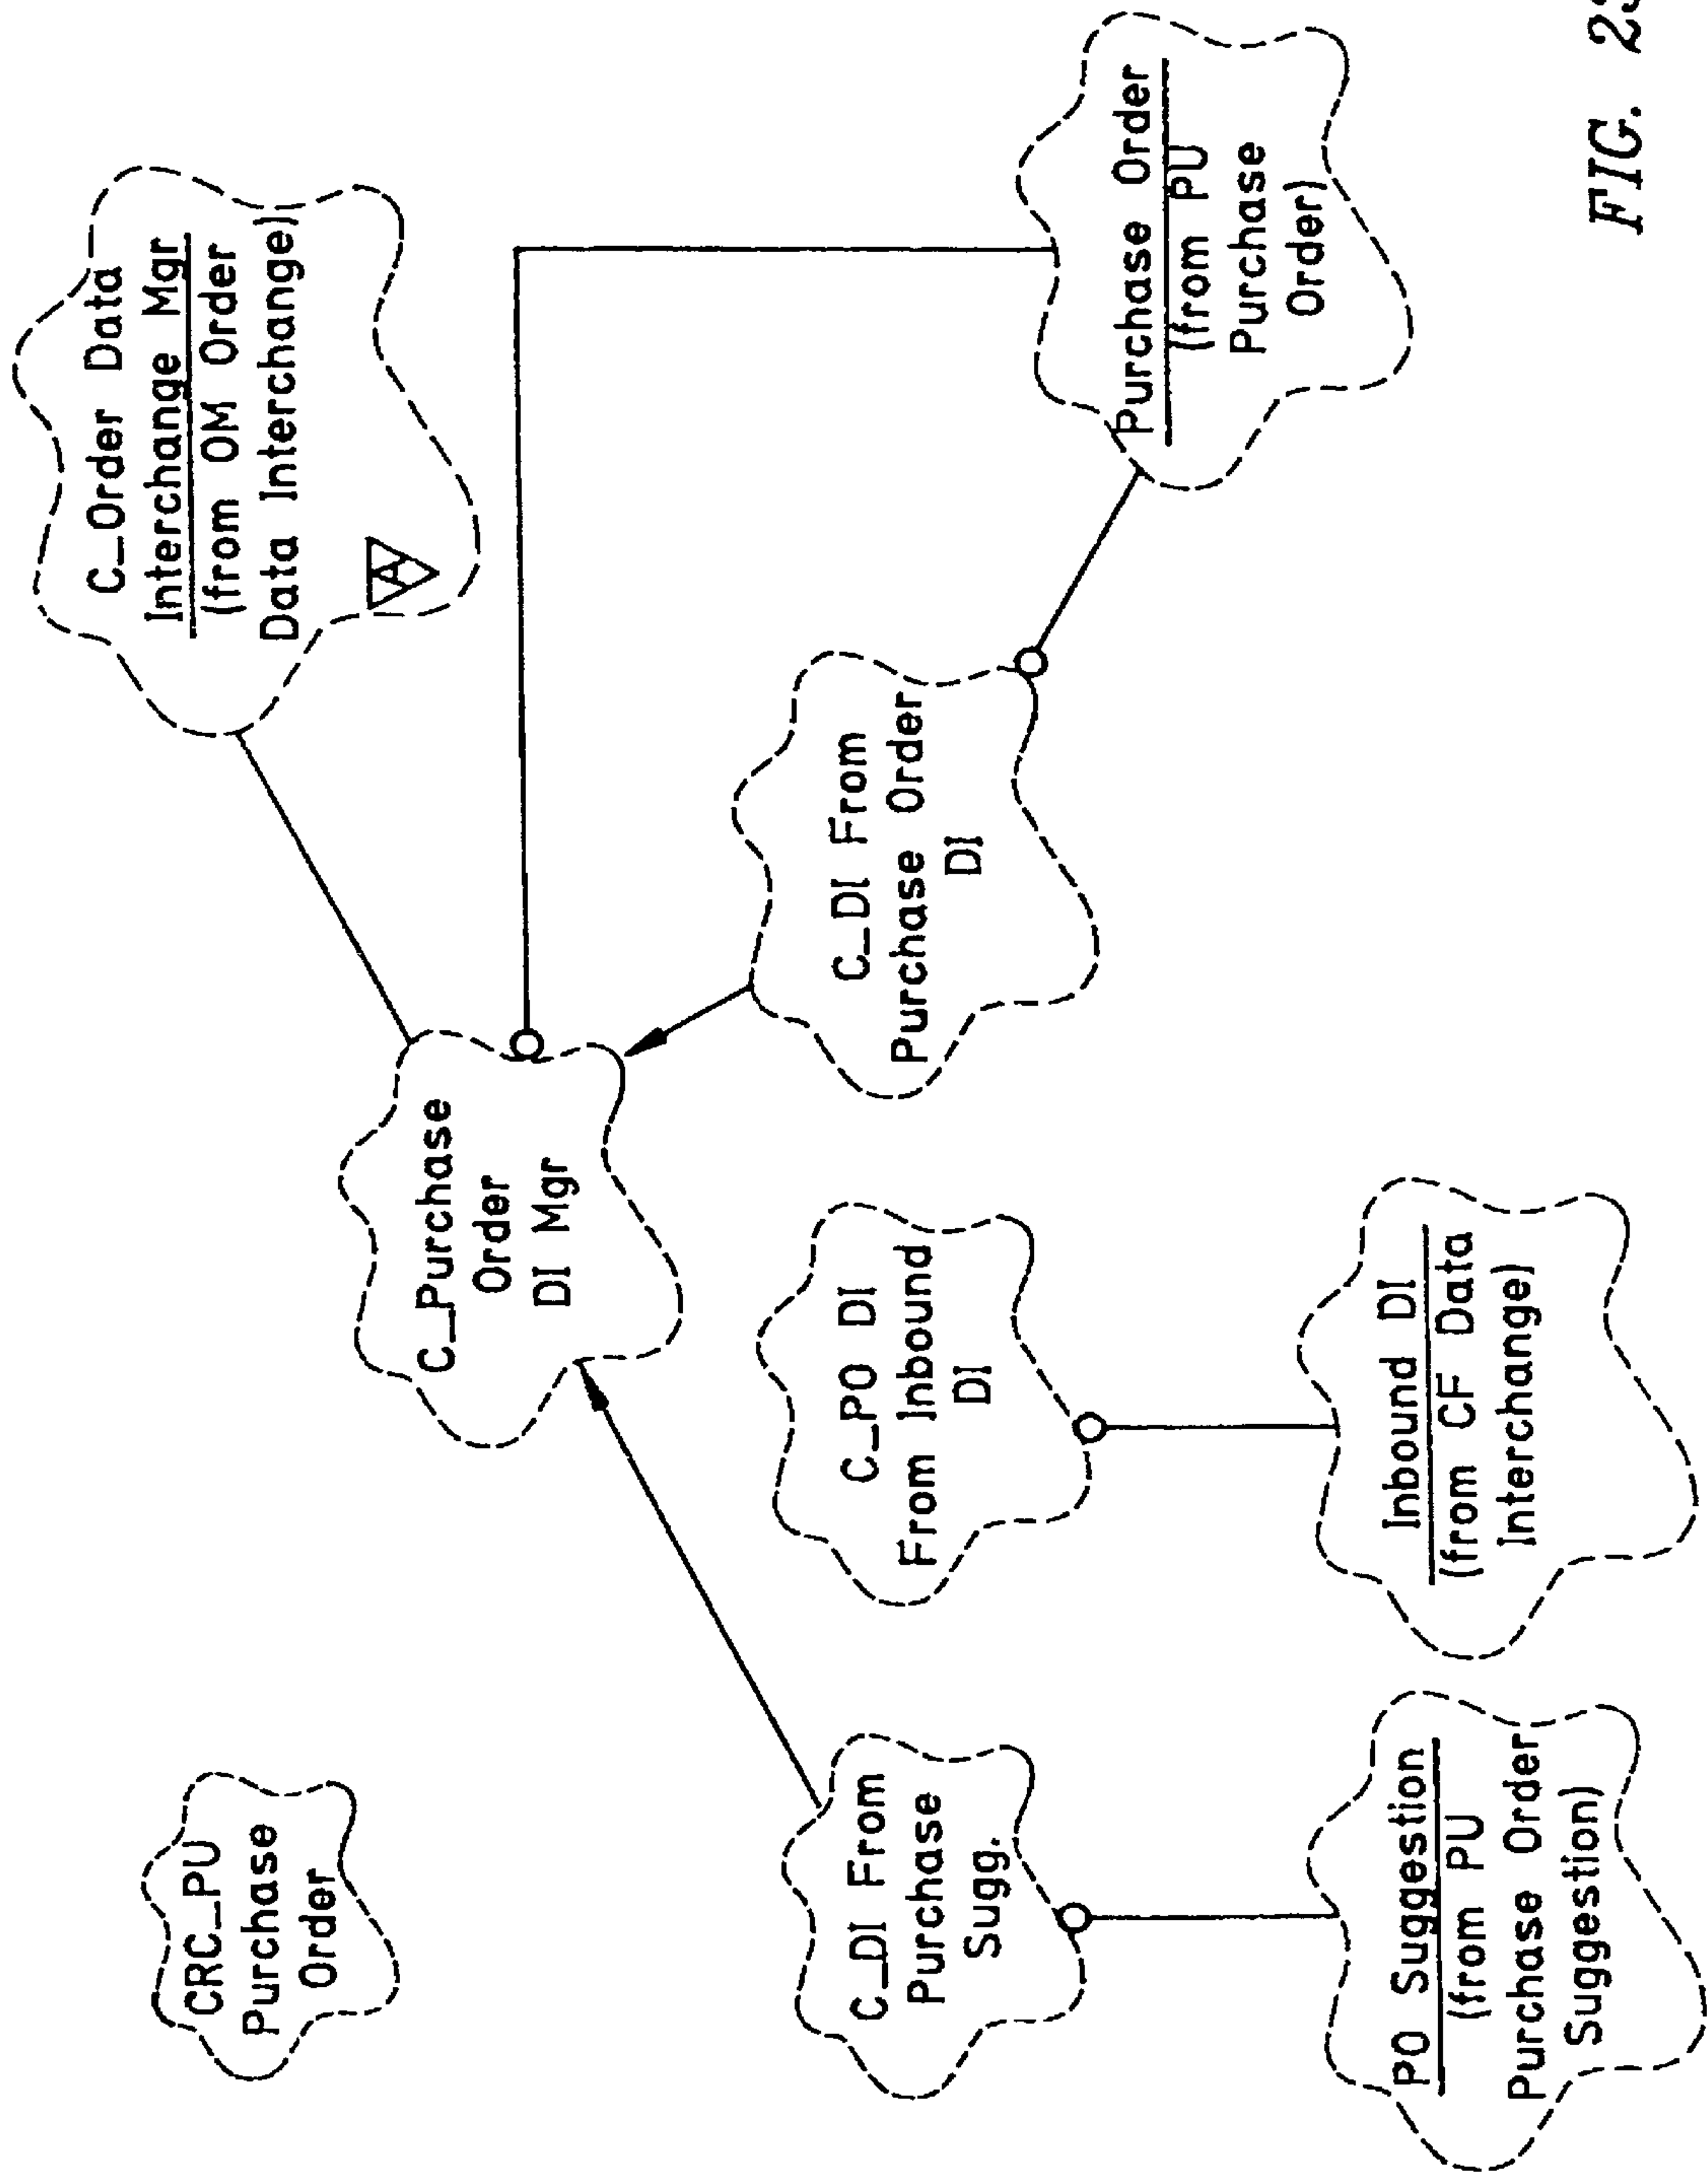 CRC_PU
Purchase
Order
C_Order Data
Interchange Mgr
(from OM Order
Data Interchange)
A
C_Purchase
Order
DI Mgr
C_DI From
Purchase
Sugg.
C_PO DI
From Inbound
DI
C_DI From
Purchase Order
DI
PO Suggestion
(from PU
Purchase Order
Suggestion)
Inbound DI
(from CF Data
Interchange)
Purchase Order
(from PU
Purchase
Order)
FIG.